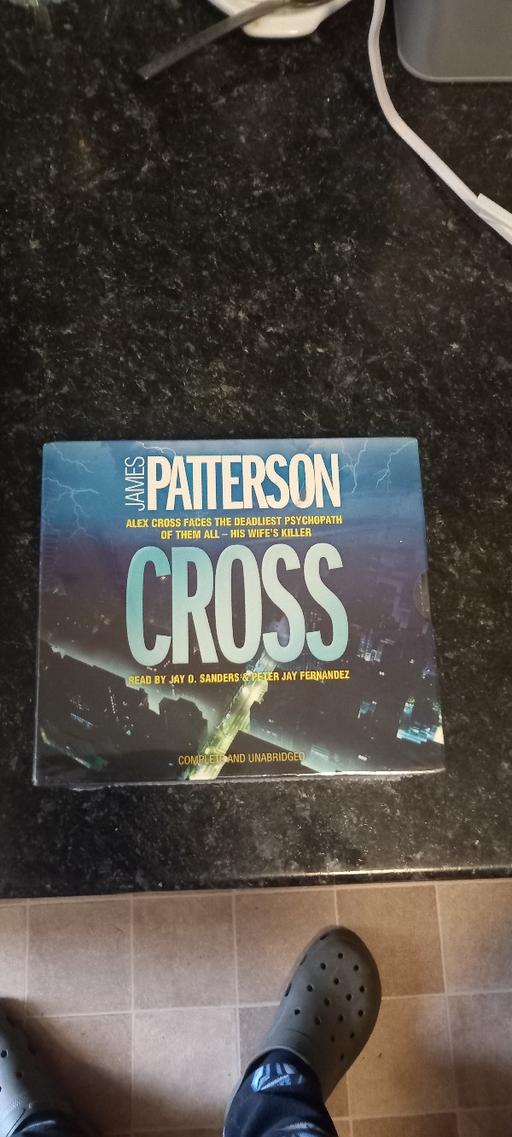 JAMES
PATTERSON
ALEX CROSS FACES THE DEADLIEST PSYCHOPATH
OF THEM ALL – HIS WIFE'S KILLER
CROSS
READ BY JAY O. SANDERS & PETER JAY FERNANDEZ
COMPLETE AND UNABRIDGED